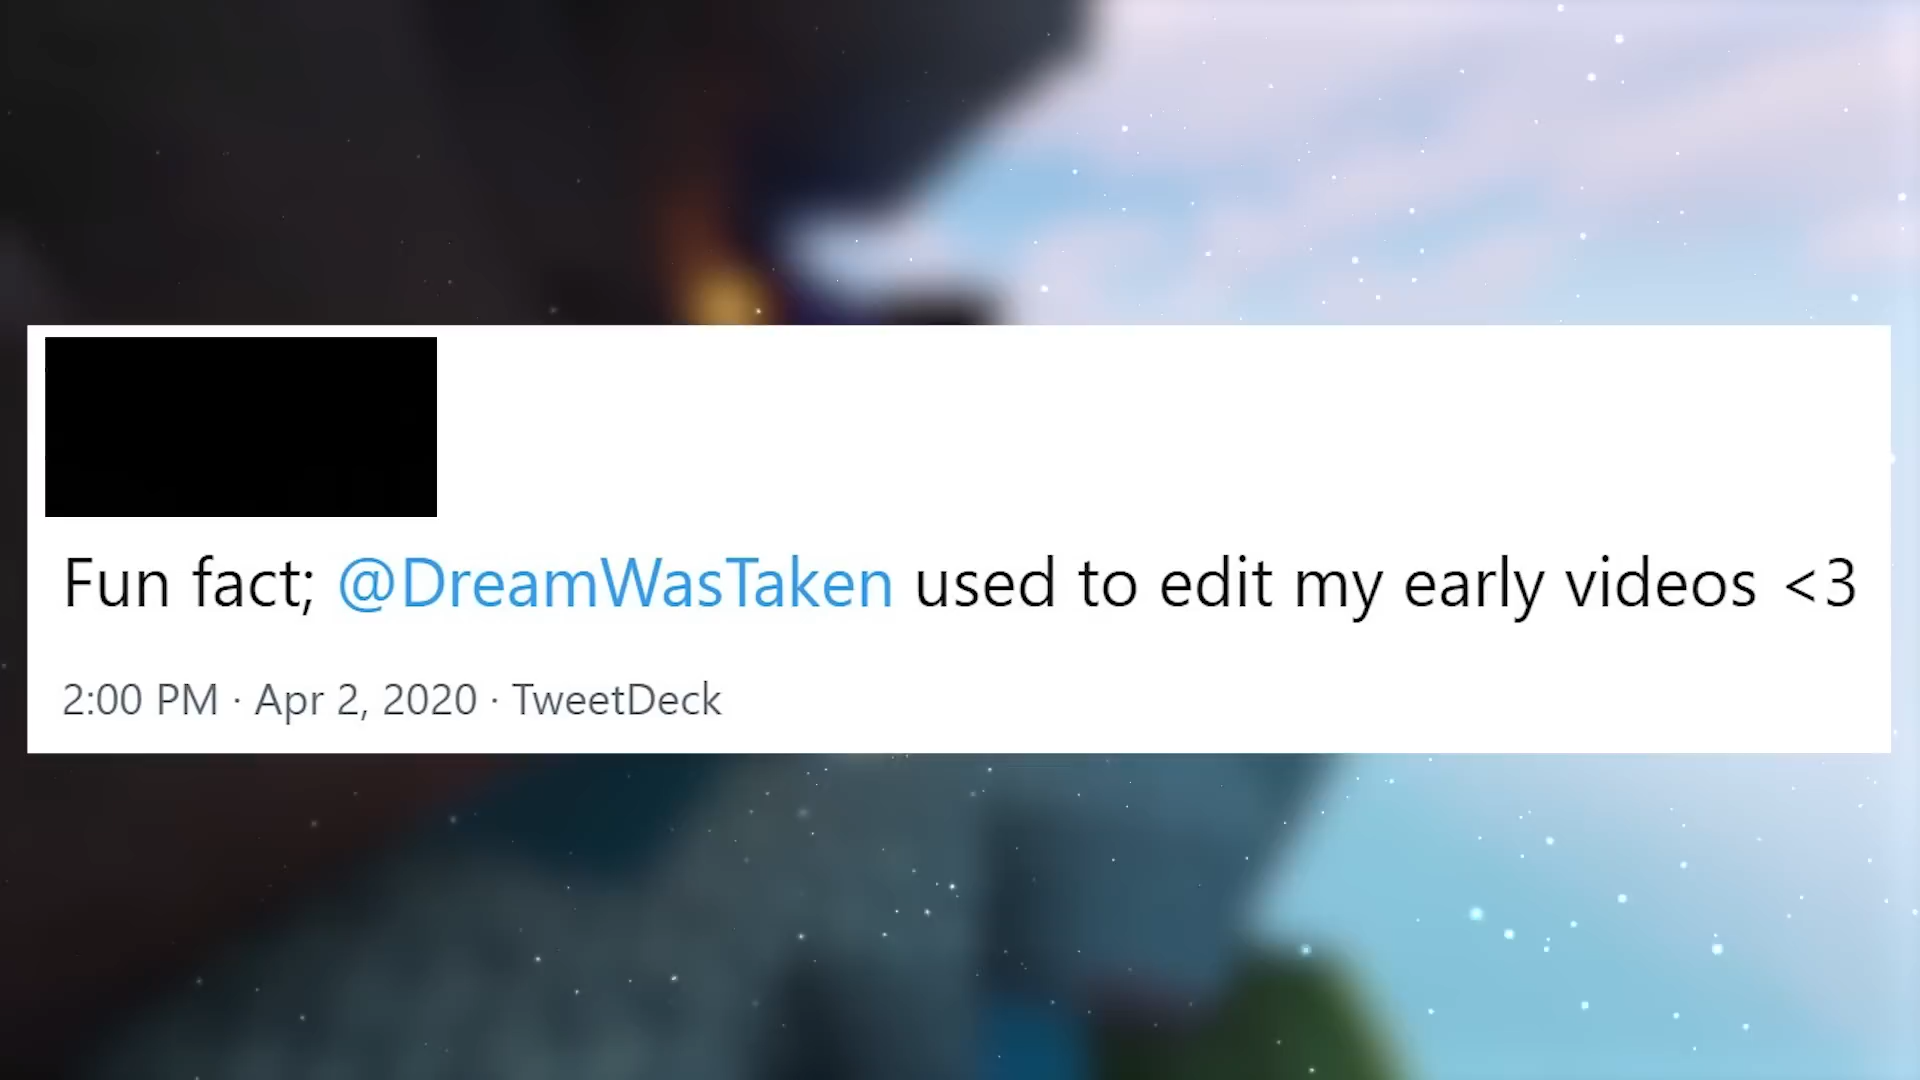 Fun fact; @DreamWasTaken used to edit my early videos <3
2:00 PM · Apr 2, 2020 · TweetDeck